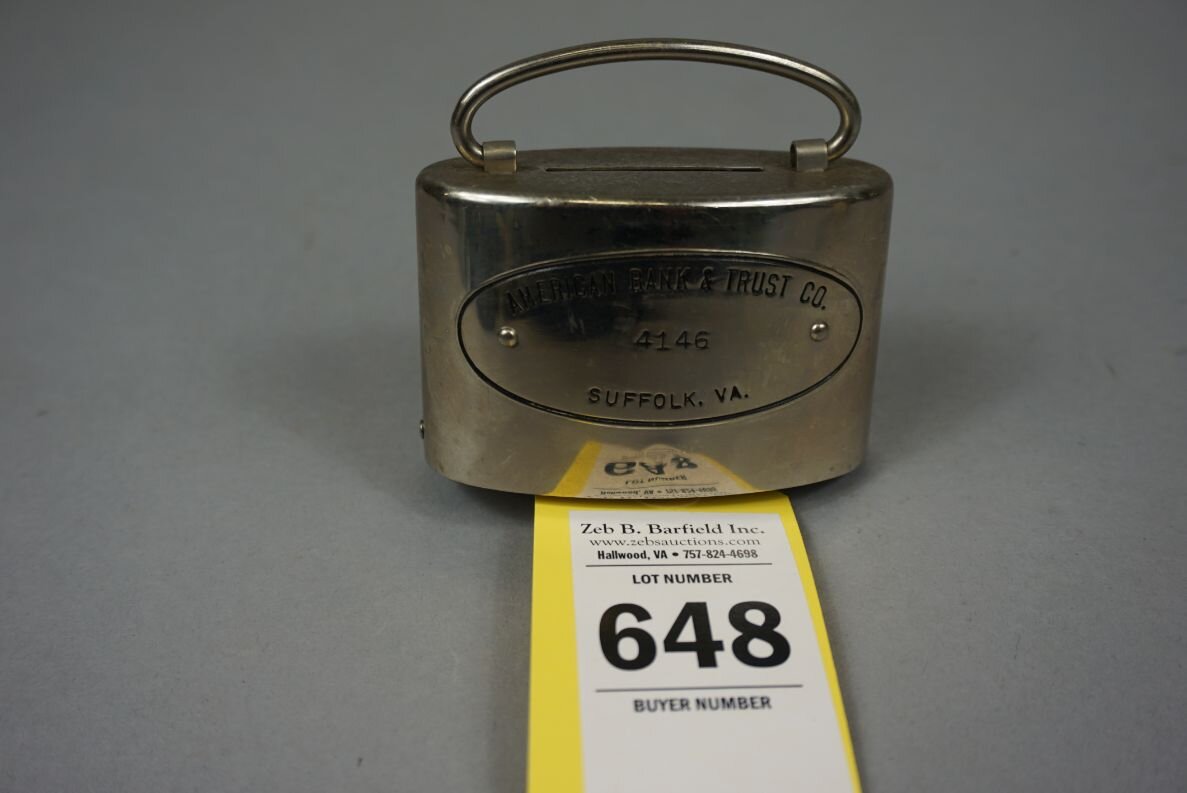 AMERICAN BANK & TRUST CO.
4146
SUFFOLK, VA.
Zeb B. Barfield Inc.
www.zebsauctions.com
Hallwood, VA • 757-824-4698
LOT NUMBER
648
BUYER NUMBER